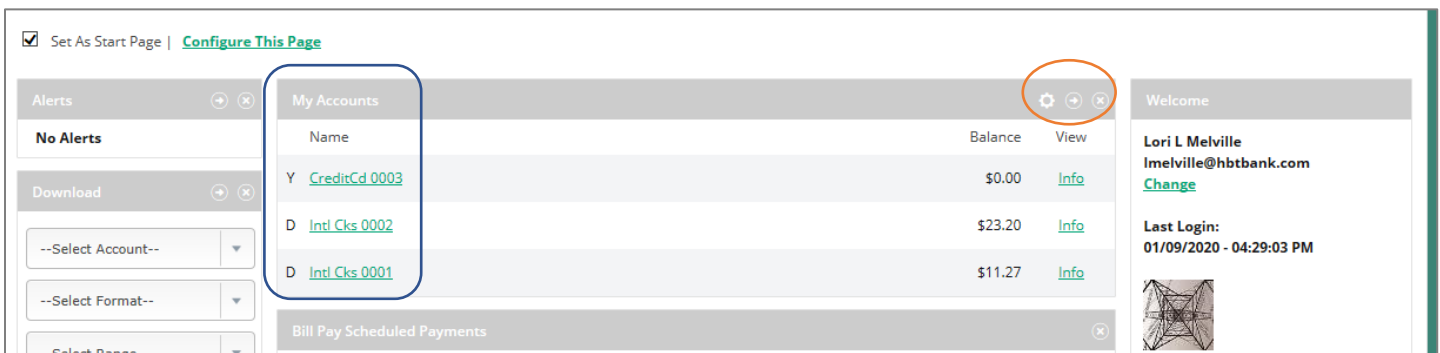 Set As Start Page | Configure This Page
Alerts
No Alerts
Download
--Select Account--
--Select Format--
--Select Range--
My Accounts
Name Balance View
Y CreditCd 0003 $0.00 Info
D Intl Cks 0002 $23.20 Info
D Intl Cks 0001 $11.27 Info
Bill Pay Scheduled Payments
Welcome
Lori L Melville
lmelville@hbtbank.com
Change
Last Login:
01/09/2020 - 04:29:03 PM